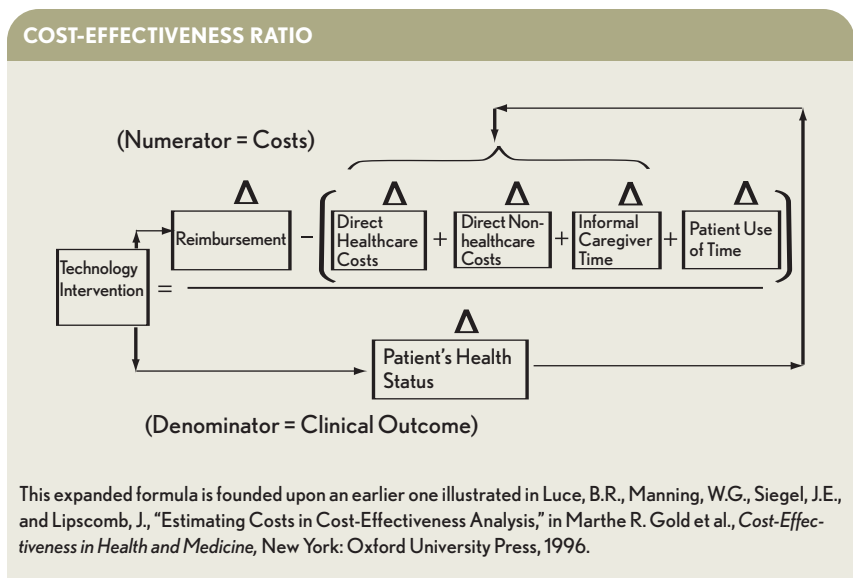 COST-EFFECTIVENESS RATIO
(Numerator = Costs)
Δ Δ Δ Δ Δ
Reimbursement – ( Direct Healthcare Costs + Direct Non-healthcare Costs + Informal Caregiver Time + Patient Use of Time )
Technology
Intervention =
Δ
Patient's Health
Status
(Denominator = Clinical Outcome)
This expanded formula is founded upon an earlier one illustrated in Luce, B.R., Manning, W.G., Siegel, J.E.,
and Lipscomb, J., “Estimating Costs in Cost-Effectiveness Analysis,” in Marthe R. Gold et al., Cost-Effec-
tiveness in Health and Medicine, New York: Oxford University Press, 1996.